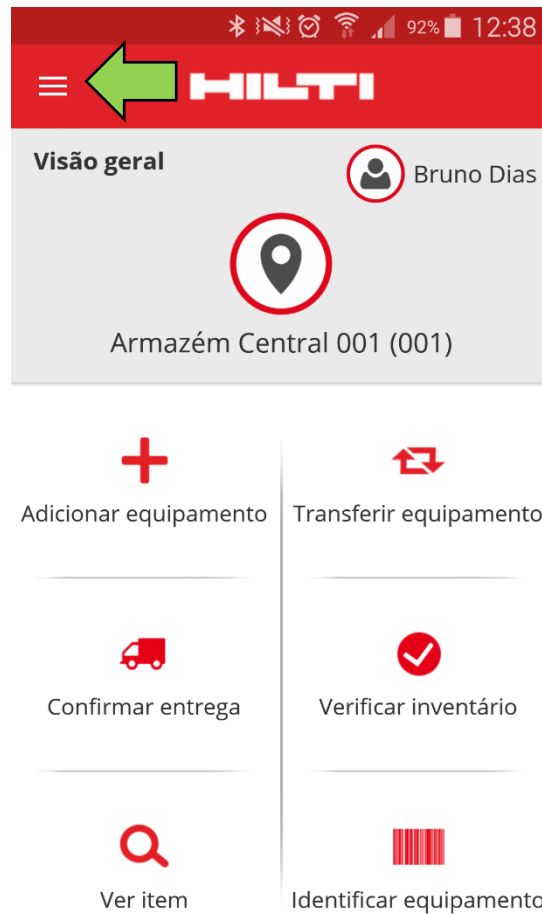 92% 12:38
HILTI
Visão geral
Bruno Dias
Armazém Central 001 (001)
Adicionar equipamento
Transferir equipamento
Confirmar entrega
Verificar inventário
Ver item
Identificar equipamento